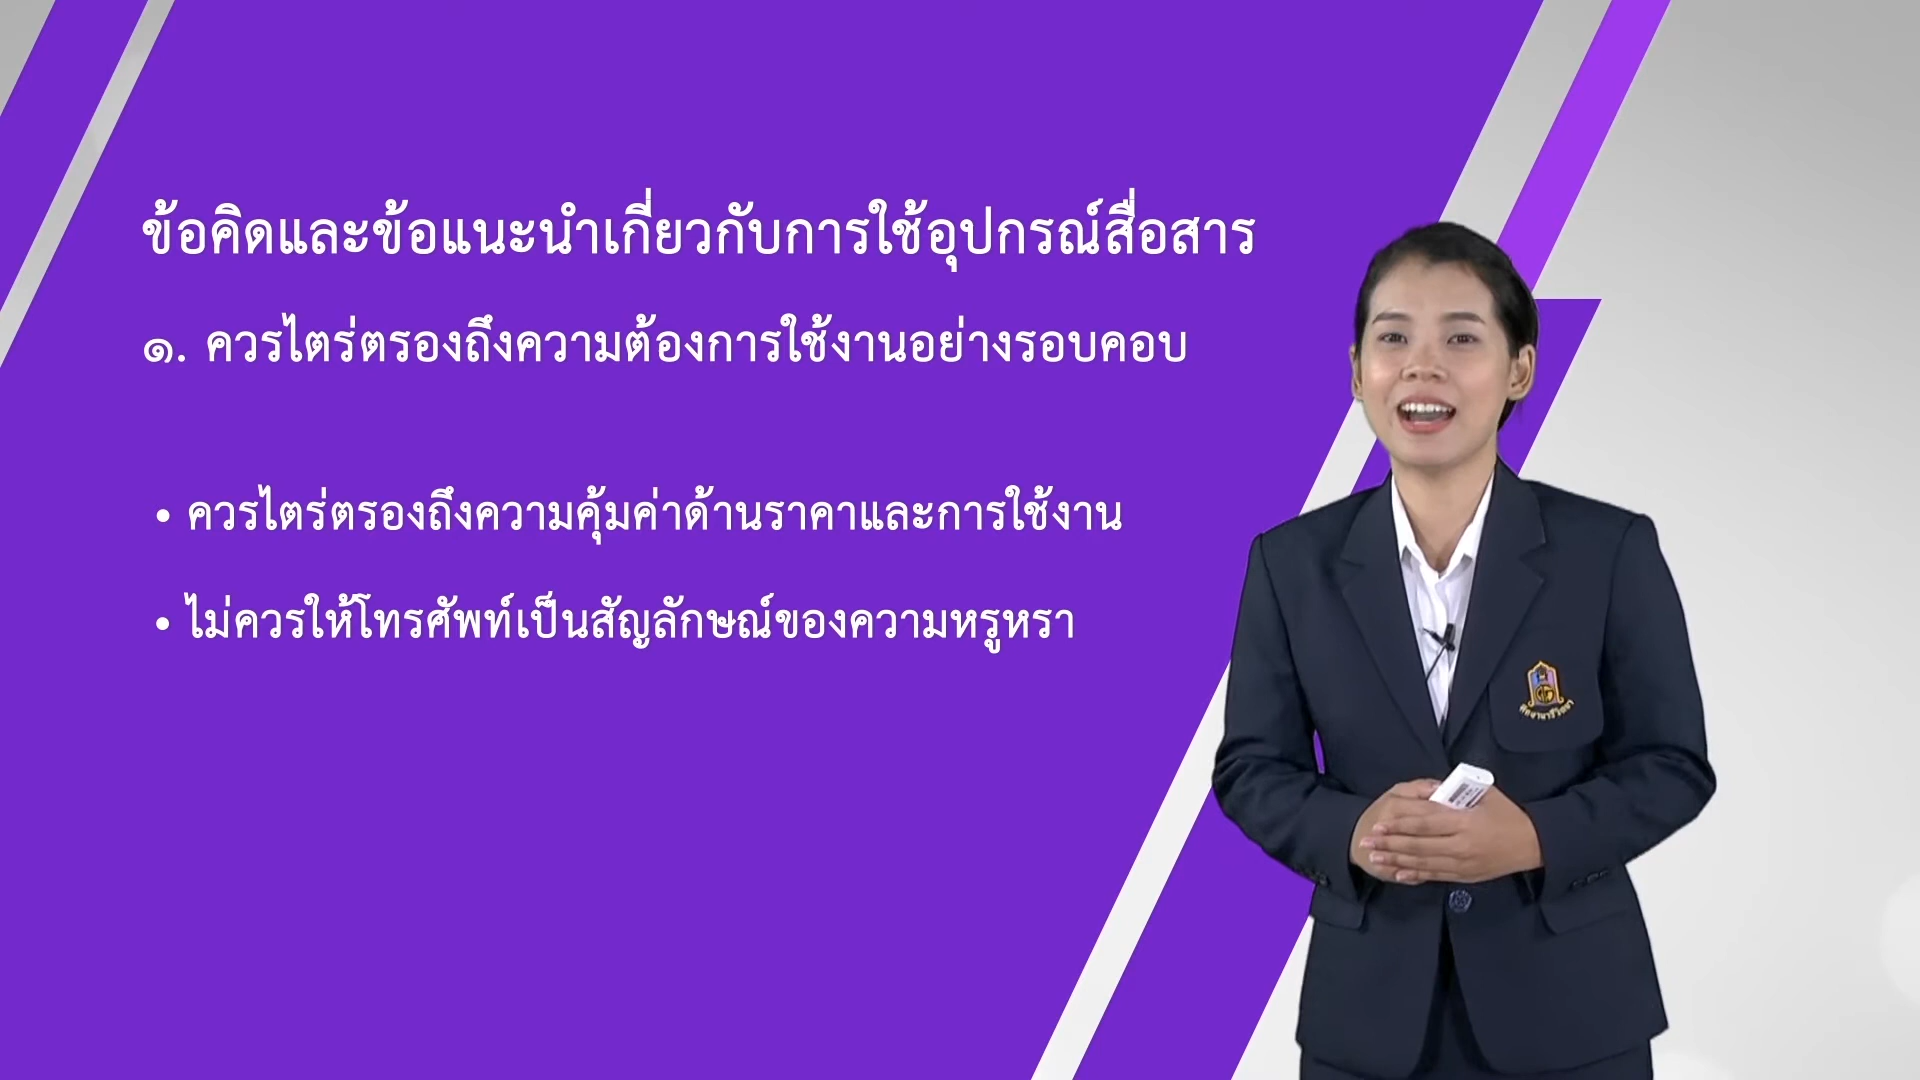 ข้อคิดและข้อแนะนำเกี่ยวกับการใช้อุปกรณ์สื่อสาร
๑. ควรไตร่ตรองถึงความต้องการใช้งานอย่างรอบคอบ
• ควรไตร่ตรองถึงความคุ้มค่าด้านราคาและการใช้งาน
• ไม่ควรให้โทรศัพท์เป็นสัญลักษณ์ของความหรูหรา